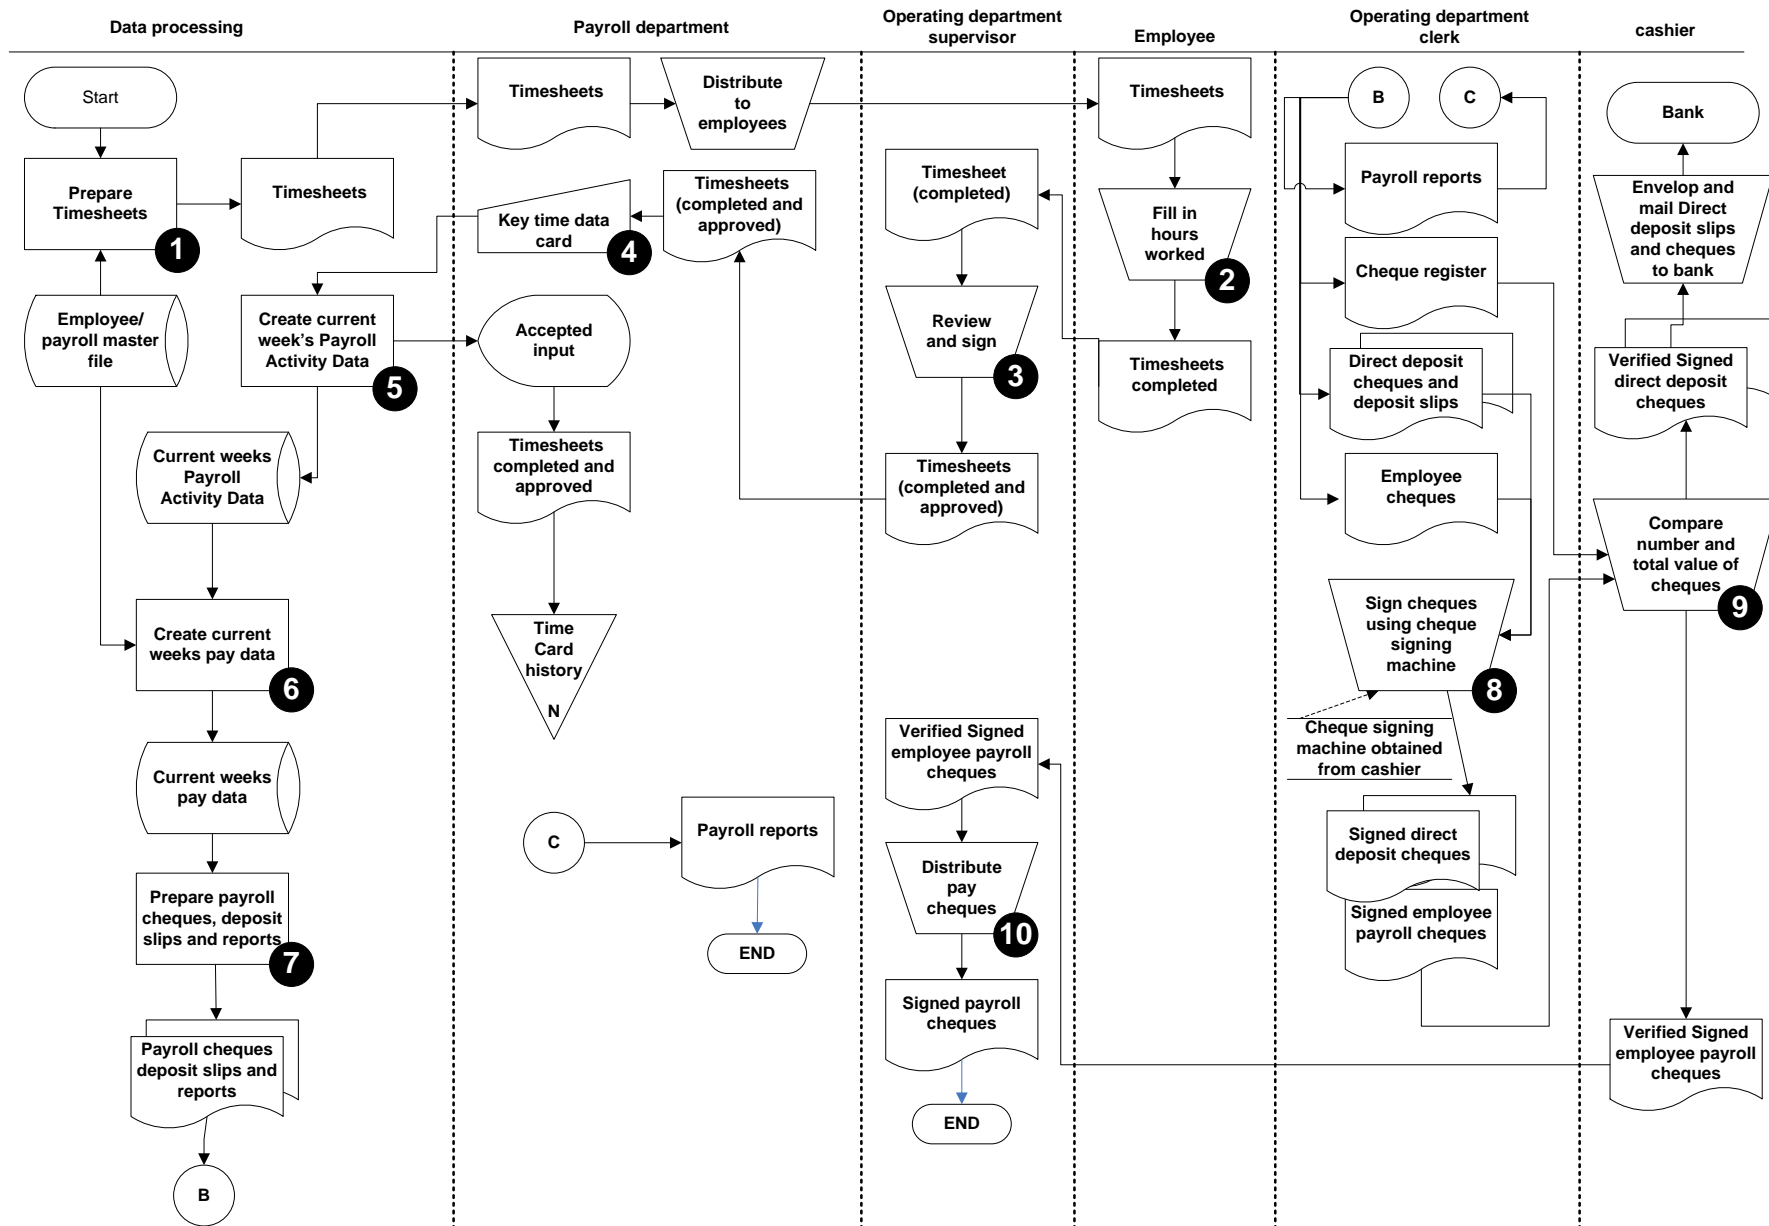 Data processing
Payroll department
Operating department
supervisor
Employee
Operating department
clerk
cashier
Start
Prepare
Timesheets
1
Timesheets
Employee/
payroll master
file
Create current
week's Payroll
Activity Data
5
Current weeks
Payroll
Activity Data
Create current
weeks pay data
6
Current weeks
pay data
Prepare payroll
cheques, deposit
slips and reports
7
Payroll cheques
deposit slips and
reports
B
Timesheets
Distribute
to
employees
Key time data
card
4
Timesheets
(completed and
approved)
Accepted
input
Timesheets
completed and
approved
Time
Card
history
N
C
Payroll reports
END
Timesheet
(completed)
Review
and sign
3
Timesheets
(completed and
approved)
Verified Signed
employee payroll
cheques
Distribute
pay
cheques
10
Signed payroll
cheques
END
Timesheets
Fill in
hours
worked
2
Timesheets
completed
B
C
Payroll reports
Cheque register
Direct deposit
cheques and
deposit slips
Employee
cheques
Sign cheques
using cheque
signing
machine
8
Cheque signing
machine obtained
from cashier
Signed direct
deposit cheques
Signed employee
payroll cheques
Bank
Envelop and
mail Direct
deposit slips
and cheques
to bank
Verified Signed
direct deposit
cheques
Compare
number and
total value of
cheques
9
Verified Signed
employee payroll
cheques